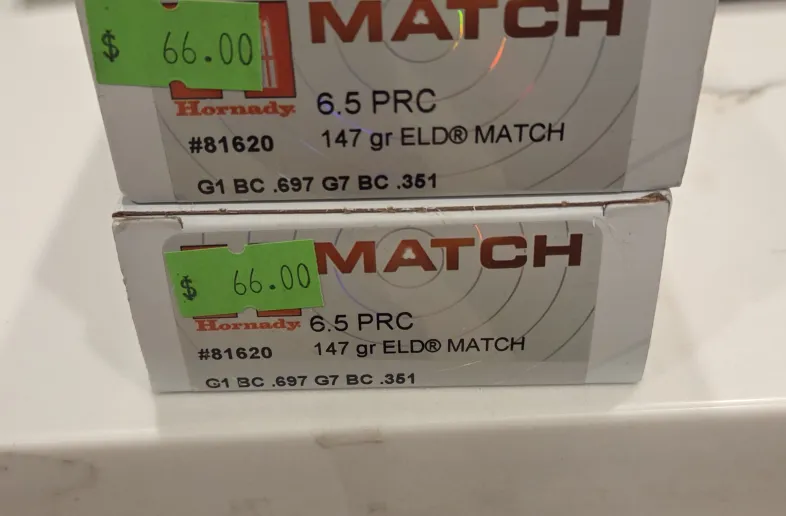 MATCH
$ 66.00
Hornady
6.5 PRC
#81620
147 gr ELD® MATCH
G1 BC .697 G7 BC .351
MATCH
$ 66.00
Hornady
6.5 PRC
#81620
147 gr ELD® MATCH
G1 BC .697 G7 BC .351